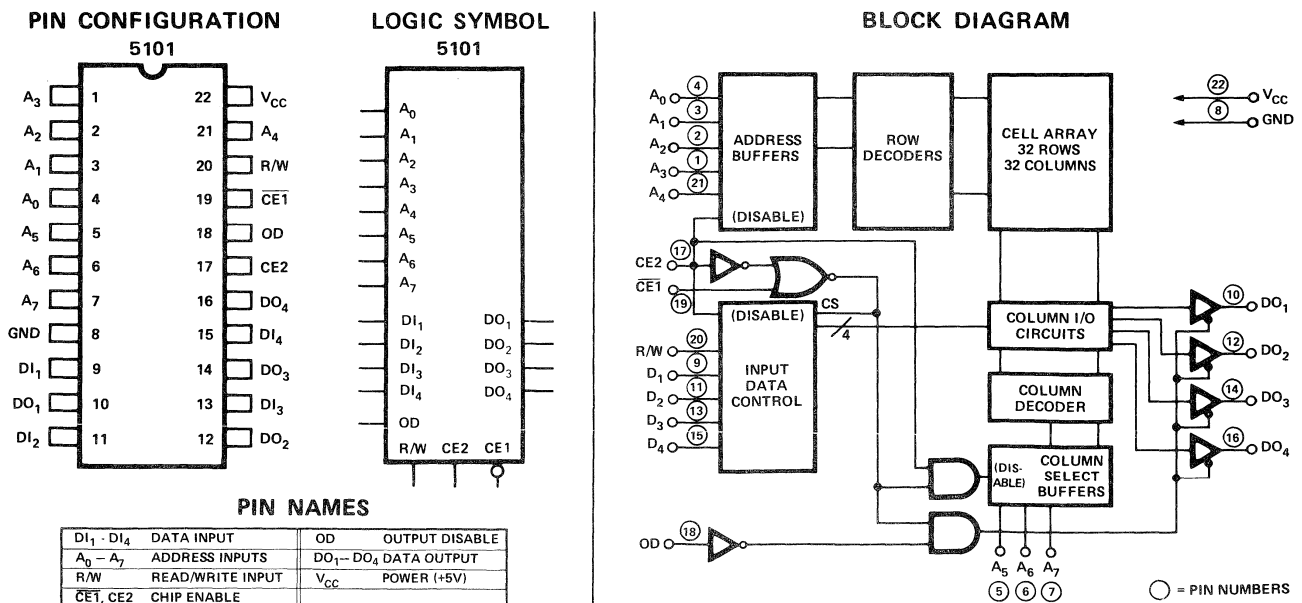 PIN CONFIGURATION
5101
A3 1 22 VCC
A2 2 21 A4
A1 3 20 R/W
A0 4 19 C̅E̅1̅
A5 5 18 OD
A6 6 17 CE2
A7 7 16 DO4
GND 8 15 DI4
DI1 9 14 DO3
DO1 10 13 DI3
DI2 11 12 DO2
LOGIC SYMBOL
5101
A0
A1
A2
A3
A4
A5
A6
A7
DI1 DO1
DI2 DO2
DI3 DO3
DI4 DO4
OD
R/W CE2 CE1
PIN NAMES
DI1 - DI4 DATA INPUT OD OUTPUT DISABLE
A0 – A7 ADDRESS INPUTS DO1– DO4 DATA OUTPUT
R/W READ/WRITE INPUT VCC POWER (+5V)
C̅E̅1̅, CE2 CHIP ENABLE
BLOCK DIAGRAM
A0 4
A1 3
A2 2
A3 1
A4 21
ADDRESS
BUFFERS
(DISABLE)
ROW
DECODERS
CELL ARRAY
32 ROWS
32 COLUMNS
22 VCC
8 GND
CE2 17
C̅E̅1̅ 19
CS
4
(DISABLE)
INPUT
DATA
CONTROL
R/W 20
D1 9
D2 11
D3 13
D4 15
COLUMN I/O
CIRCUITS
COLUMN
DECODER
(DIS-
ABLE)
COLUMN
SELECT
BUFFERS
10 DO1
12 DO2
14 DO3
16 DO4
OD 18
A5 A6 A7
5 6 7
= PIN NUMBERS